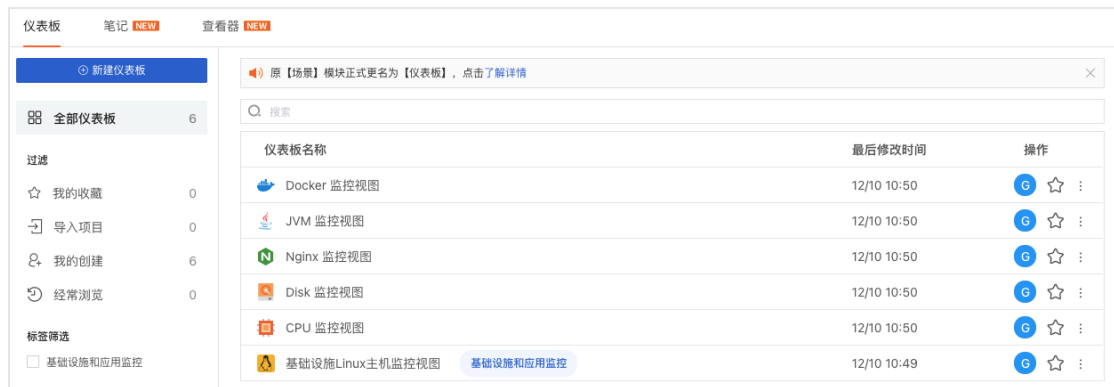 仪表板 笔记 NEW 查看器 NEW
新建仪表板
全部仪表板 6
过滤
我的收藏 0
导入项目 0
我的创建 6
经常浏览 0
标签筛选
基础设施和应用监控
原【场景】模块正式更名为【仪表板】，点击了解详情
搜索
仪表板名称 最后修改时间 操作
Docker 监控视图 12/10 10:50 G
JVM 监控视图 12/10 10:50 G
N Nginx 监控视图 12/10 10:50 G
Disk 监控视图 12/10 10:50 G
CPU 监控视图 12/10 10:50 G
基础设施Linux主机监控视图 基础设施和应用监控 12/10 10:49 G